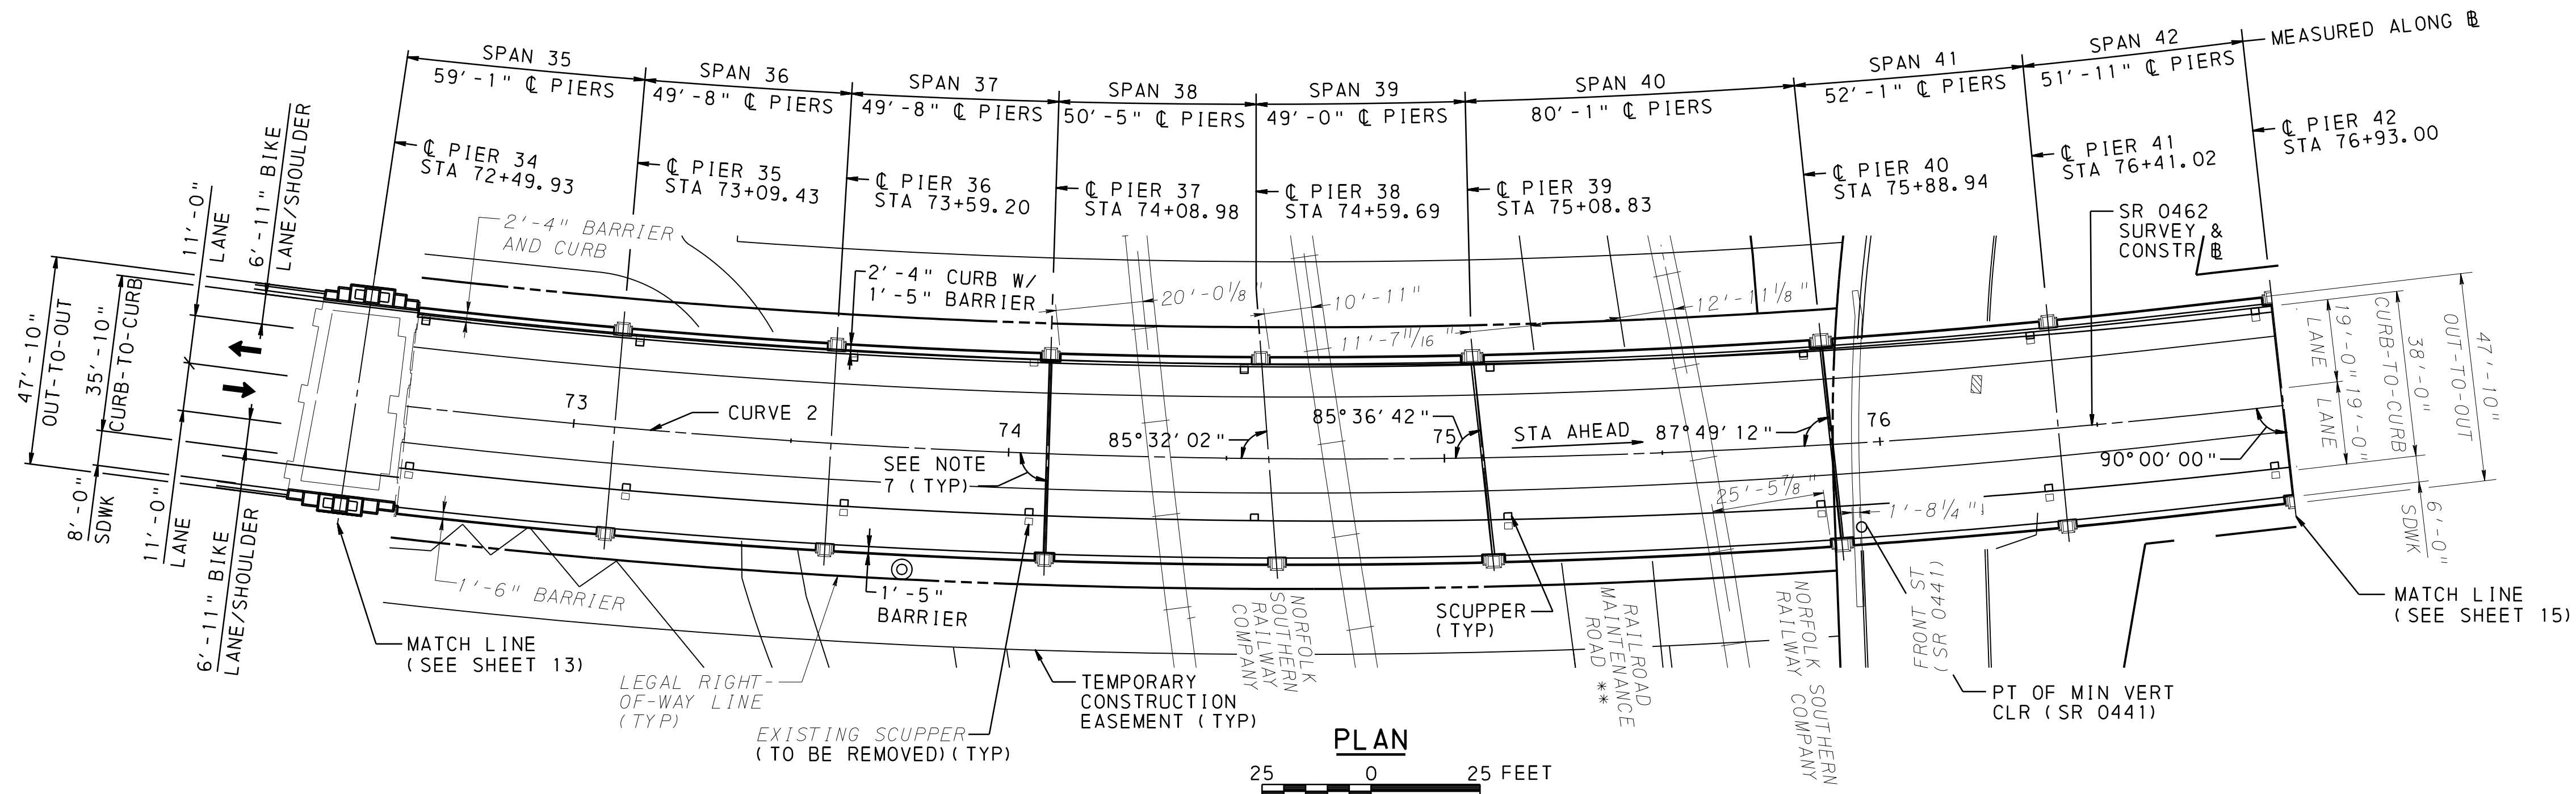 SPAN 35
59'-1" ℄ PIERS
SPAN 36
49'-8" ℄ PIERS
SPAN 37
49'-8" ℄ PIERS
SPAN 38
50'-5" ℄ PIERS
SPAN 39
49'-0" ℄ PIERS
SPAN 40
80'-1" ℄ PIERS
SPAN 41
52'-1" ℄ PIERS
SPAN 42
51'-11" ℄ PIERS
MEASURED ALONG BL
℄ PIER 34
STA 72+49.93
℄ PIER 35
STA 73+09.43
℄ PIER 36
STA 73+59.20
℄ PIER 37
STA 74+08.98
℄ PIER 38
STA 74+59.69
℄ PIER 39
STA 75+08.83
℄ PIER 40
STA 75+88.94
℄ PIER 41
STA 76+41.02
℄ PIER 42
STA 76+93.00
47'-10"
OUT-TO-OUT
35'-10"
CURB-TO-CURB
11'-0"
LANE
6'-11" BIKE
LANE/SHOULDER
8'-0"
SDWK
11'-0"
LANE
6'-11" BIKE
LANE/SHOULDER
2'-4" BARRIER
AND CURB
2'-4" CURB W/
1'-5" BARRIER
20'-0⅛"
10'-11"
11'-7 11/16"
12'-11⅛"
SR 0462
SURVEY &
CONSTR BL
73
CURVE 2
74
SEE NOTE
7 (TYP)
85°32'02"
85°36'42"
75
STA AHEAD
87°49'12"
76
90°00'00"
25'-5⅞"
1'-8¼"
19'-0"
LANE
19'-0"
LANE
38'-0"
CURB-TO-CURB
47'-10"
OUT-TO-OUT
6'-0"
SDWK
1'-6" BARRIER
1'-5"
BARRIER
SCUPPER
(TYP)
MATCH LINE
(SEE SHEET 13)
LEGAL RIGHT-
OF-WAY LINE
(TYP)
EXISTING SCUPPER
(TO BE REMOVED)(TYP)
TEMPORARY
CONSTRUCTION
EASEMENT (TYP)
NORFOLK
SOUTHERN
RAILWAY
COMPANY
RAILROAD
MAINTENANCE
ROAD **
NORFOLK SOUTHERN
RAILWAY COMPANY
FRONT ST
(SR 0441)
PT OF MIN VERT
CLR (SR 0441)
MATCH LINE
(SEE SHEET 15)
PLAN
25 0 25 FEET